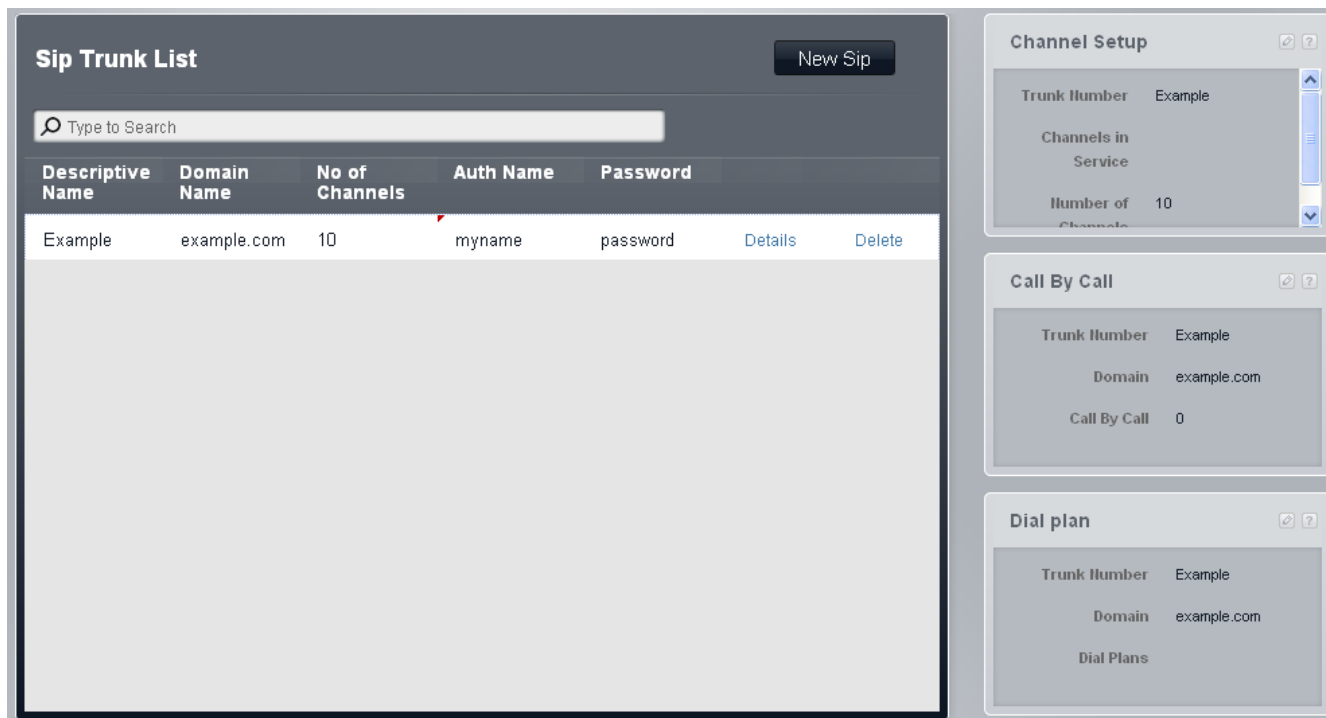 Sip Trunk List
New Sip
Type to Search
Descriptive Name Domain Name No of Channels Auth Name Password
Example example.com 10 myname password Details Delete
Channel Setup
?
Trunk Number Example
Channels in
Service
Number of 10
Channels
Call By Call
?
Trunk Number Example
Domain example.com
Call By Call 0
Dial plan
?
Trunk Number Example
Domain example.com
Dial Plans